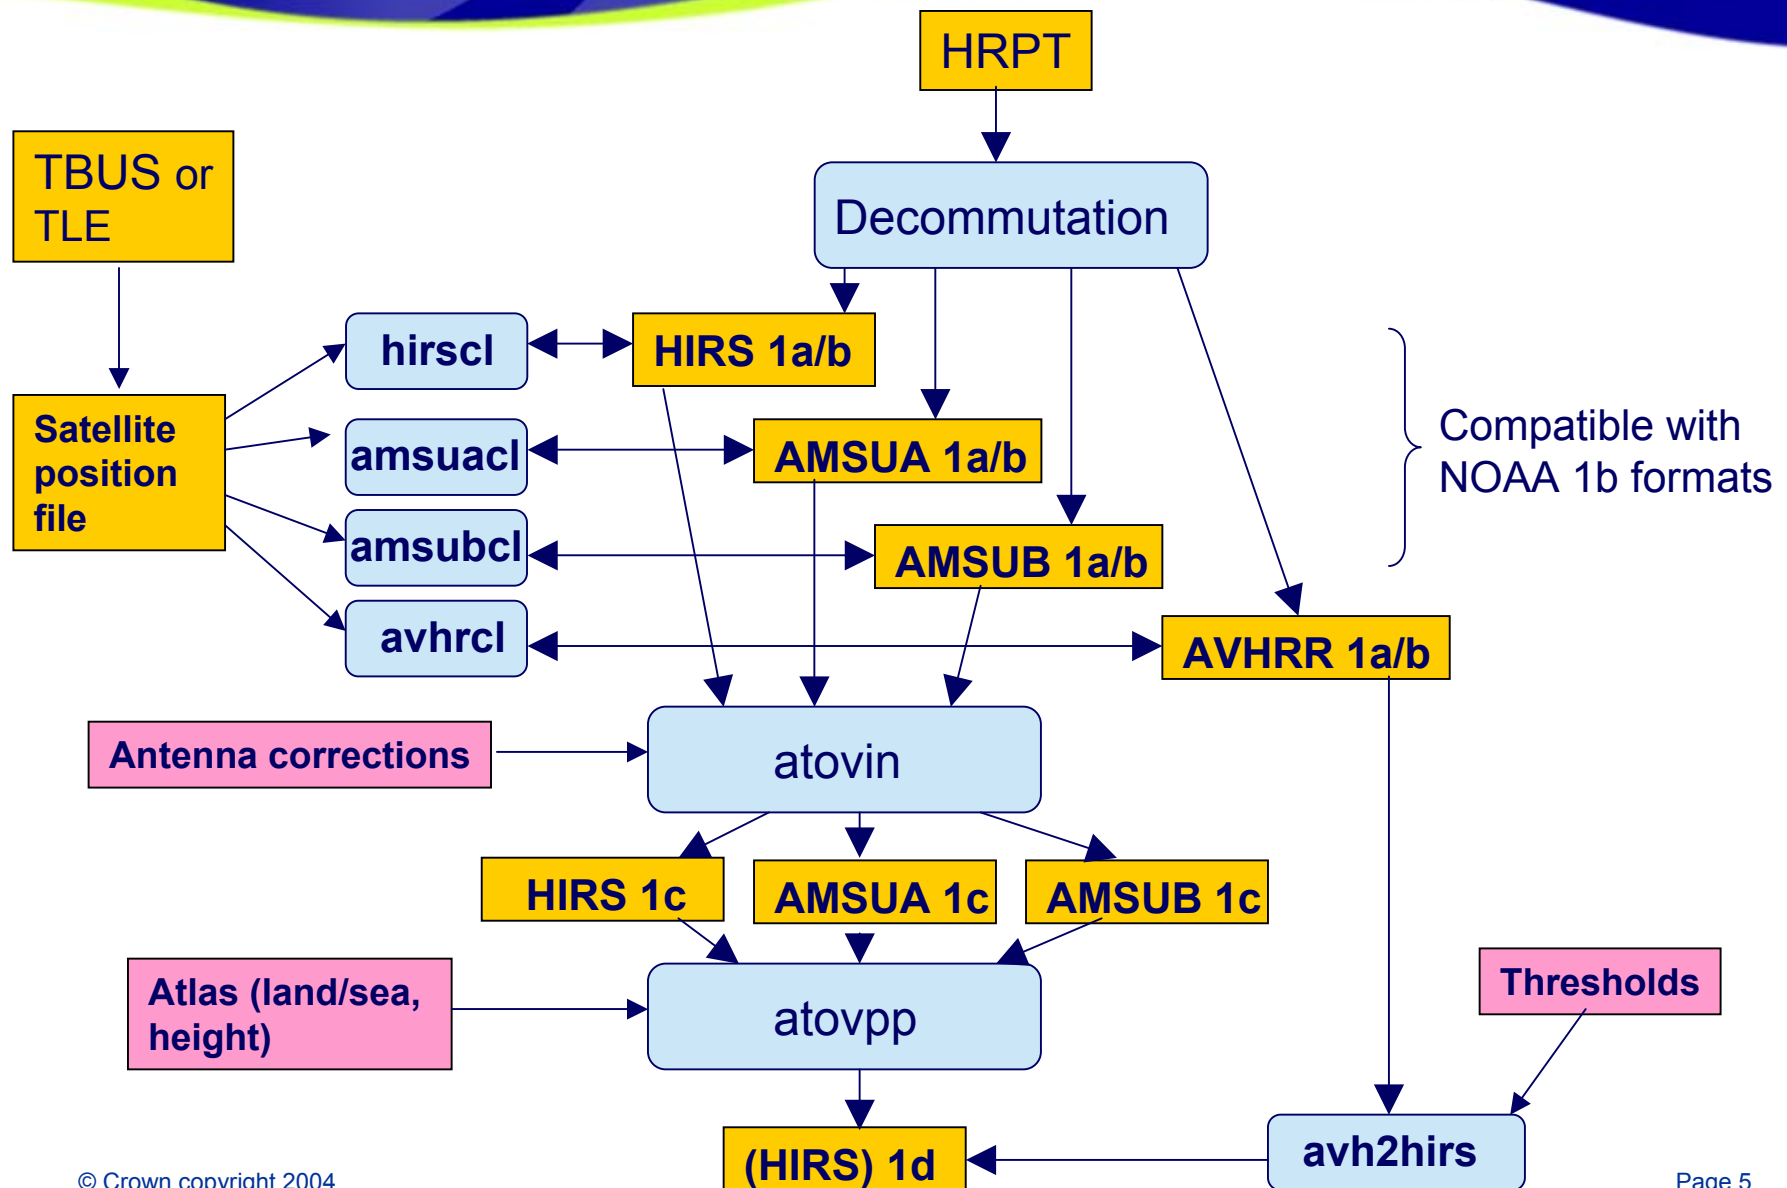 HRPT
TBUS or
TLE
Decommutation
hirscl
HIRS 1a/b
Satellite
position
file
amsuacl
AMSUA 1a/b
Compatible with
NOAA 1b formats
amsubcl
AMSUB 1a/b
avhrcl
AVHRR 1a/b
Antenna corrections
atovin
HIRS 1c
AMSUA 1c
AMSUB 1c
Atlas (land/sea,
height)
atovpp
Thresholds
(HIRS) 1d
avh2hirs
© Crown copyright 2004
Page 5